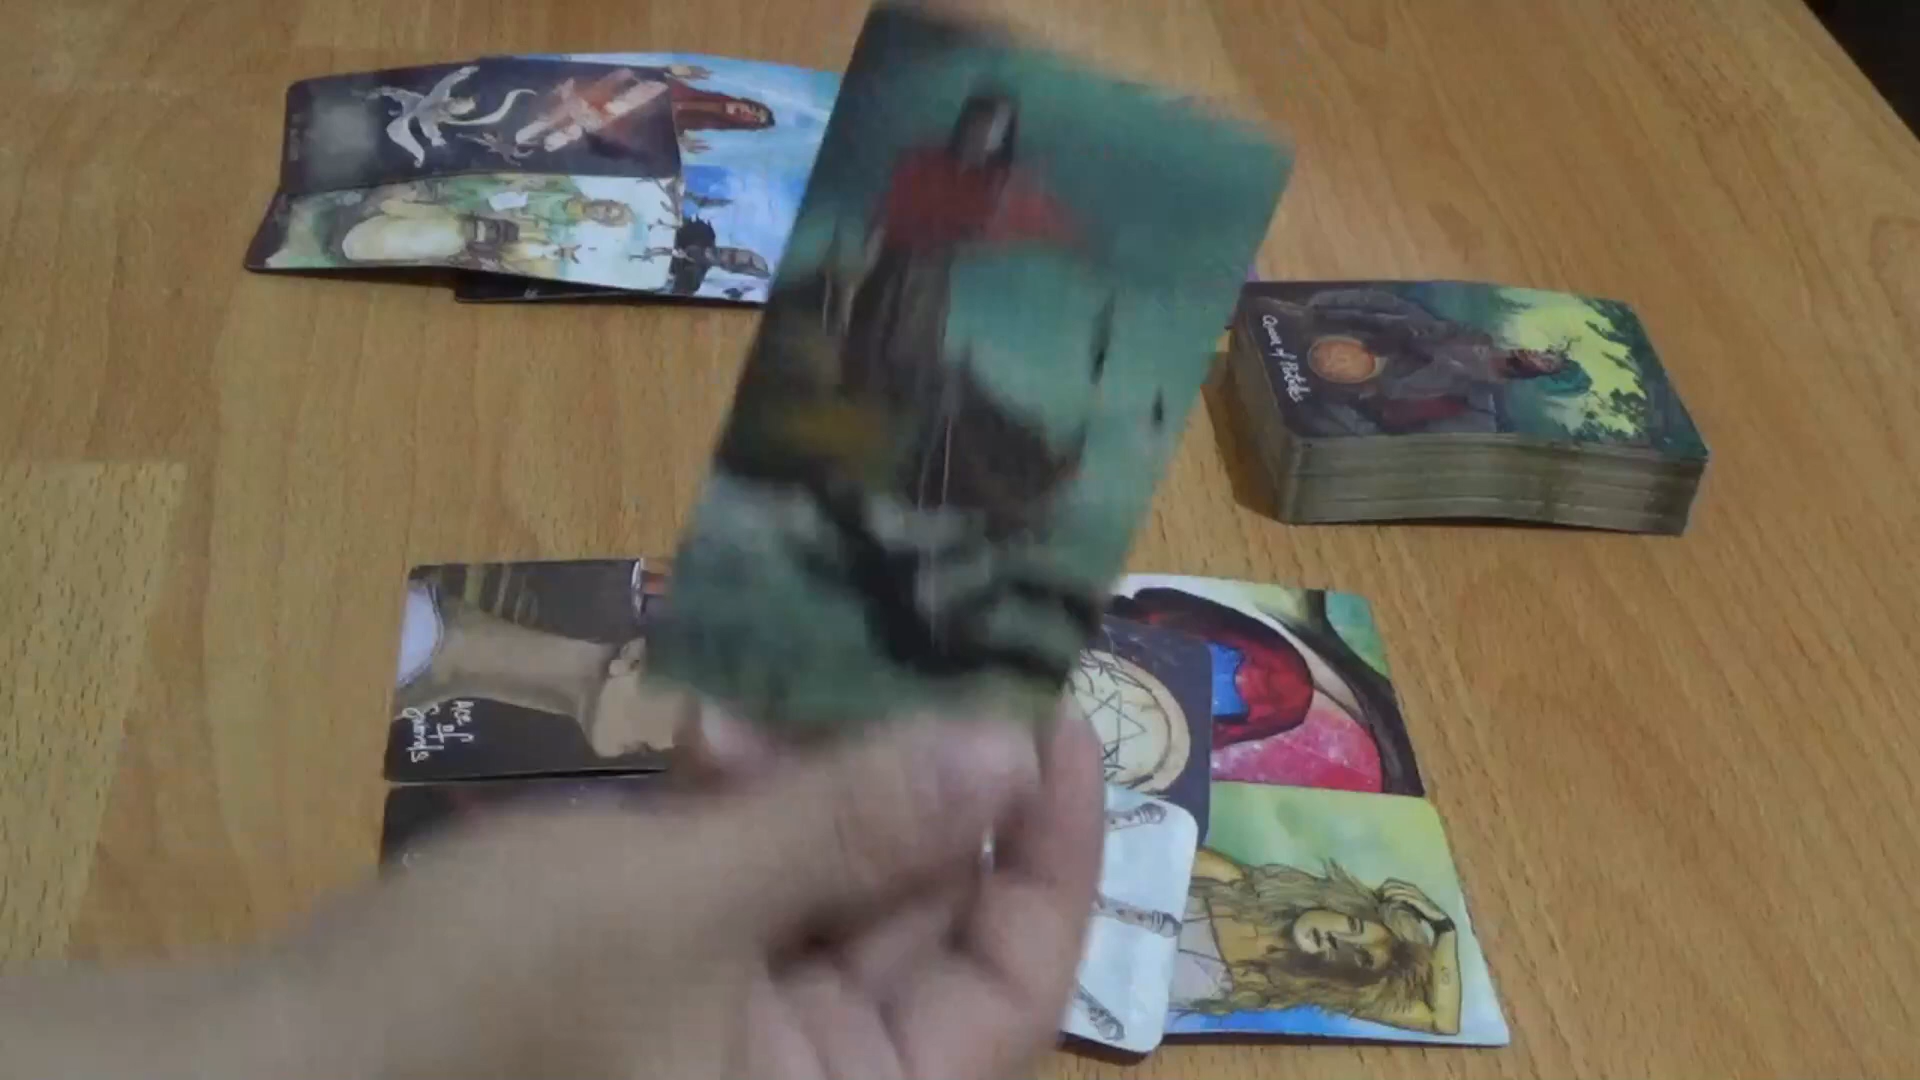 Queen of Pentacles
Ace
of
Swords